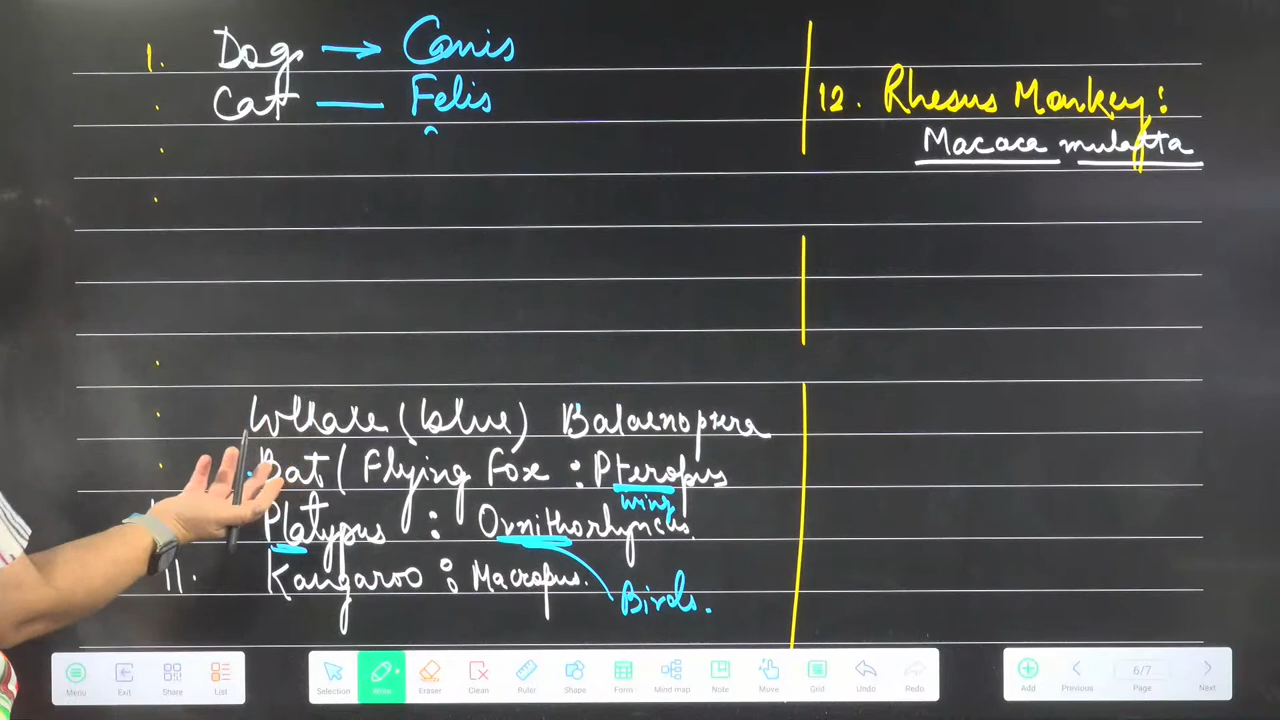 1. Dog → Canis
Cat — Felis
Whale (blue) Balaenoptera
Bat ( Flying Fox : Pteropus
wing
Platypus : Ornithorhyncus.
11. Kangaroo : Macropus.
Birds.
12. Rhesus Monkey :
Macaca mulatta
Menu
Exit
Share
List
Selection
Write
Eraser
Clean
Ruler
Shape
Form
Mind map
Note
Move
Grid
Undo
Redo
Add
Previous
6/7
Page
Next